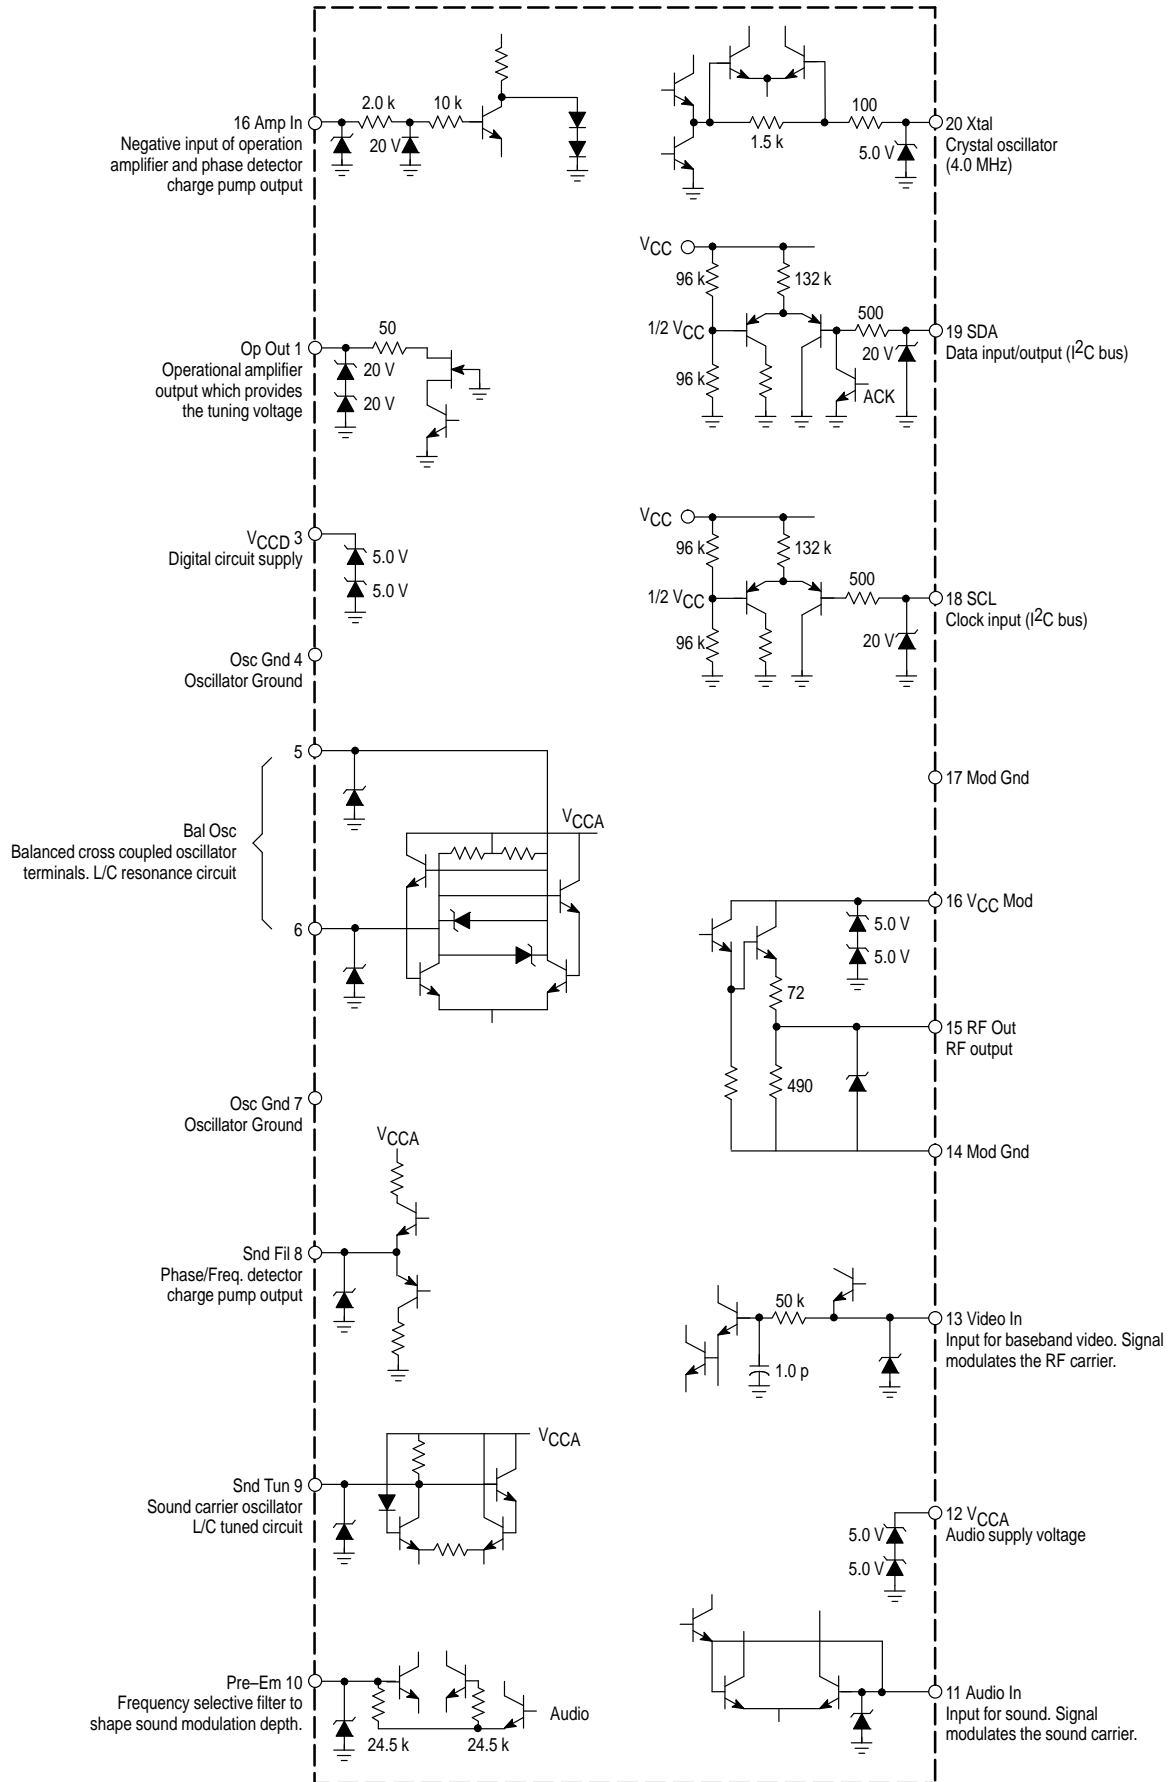 16 Amp In
Negative input of operation
amplifier and phase detector
charge pump output
2.0 k
10 k
20 V
100
1.5 k
5.0 V
20 Xtal
Crystal oscillator
(4.0 MHz)
Op Out 1
Operational amplifier
output which provides
the tuning voltage
50
20 V
20 V
VCC
96 k
132 k
1/2 VCC
96 k
500
20 V
ACK
19 SDA
Data input/output (I2C bus)
VCCD 3
Digital circuit supply
5.0 V
5.0 V
VCC
96 k
132 k
1/2 VCC
96 k
500
20 V
18 SCL
Clock input (I2C bus)
Osc Gnd 4
Oscillator Ground
5
Bal Osc
Balanced cross coupled oscillator
terminals. L/C resonance circuit
6
VCCA
17 Mod Gnd
16 VCC Mod
5.0 V
5.0 V
72
15 RF Out
RF output
490
14 Mod Gnd
Osc Gnd 7
Oscillator Ground
VCCA
Snd Fil 8
Phase/Freq. detector
charge pump output
50 k
1.0 p
13 Video In
Input for baseband video. Signal
modulates the RF carrier.
VCCA
Snd Tun 9
Sound carrier oscillator
L/C tuned circuit
12 VCCA
Audio supply voltage
5.0 V
5.0 V
Pre–Em 10
Frequency selective filter to
shape sound modulation depth.
24.5 k
24.5 k
Audio
11 Audio In
Input for sound. Signal
modulates the sound carrier.